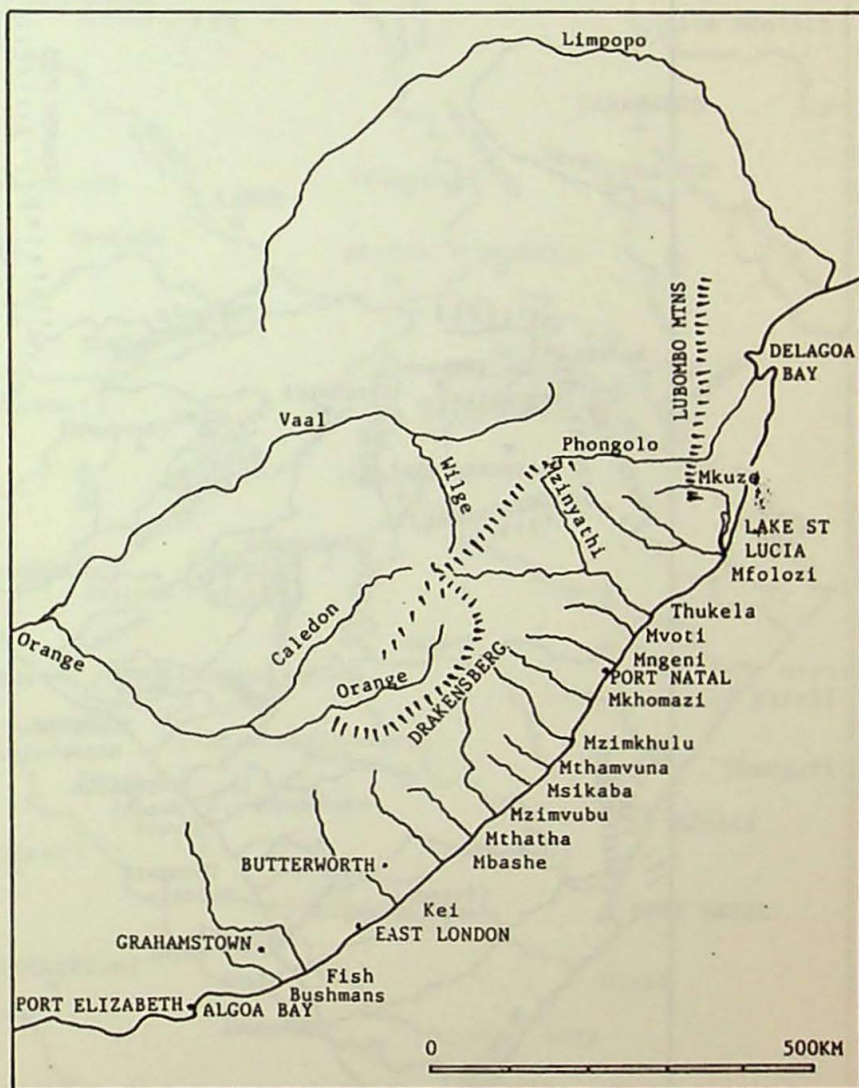 Limpopo
LUBOMBO MTNS
DELAGOA
BAY
Vaal
Wilge
Phongolo
Mzinyathi
Mkuze
LAKE ST
LUCIA
Mfolozi
Caledon
Thukela
Orange
Mvoti
Orange
Mngeni
DRAKENSBERG
PORT NATAL
Mkhomazi
Mzimkhulu
Mthamvuna
Msikaba
Mzimvubu
Mthatha
BUTTERWORTH
Mbashe
Kei
EAST LONDON
GRAHAMSTOWN
Fish
Bushmans
PORT ELIZABETH
ALGOA BAY
0 500KM